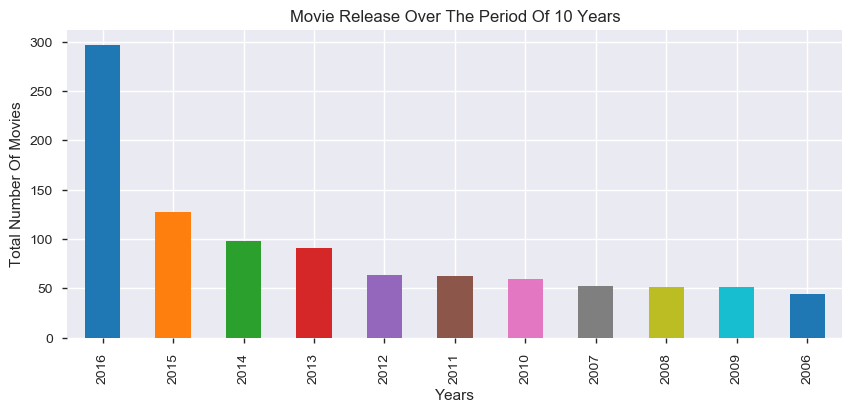 Movie Release Over The Period Of 10 Years
Total Number Of Movies
300
250
200
150
100
50
0
2016 2015 2014 2013 2012 2011 2010 2007 2008 2009 2006
Years